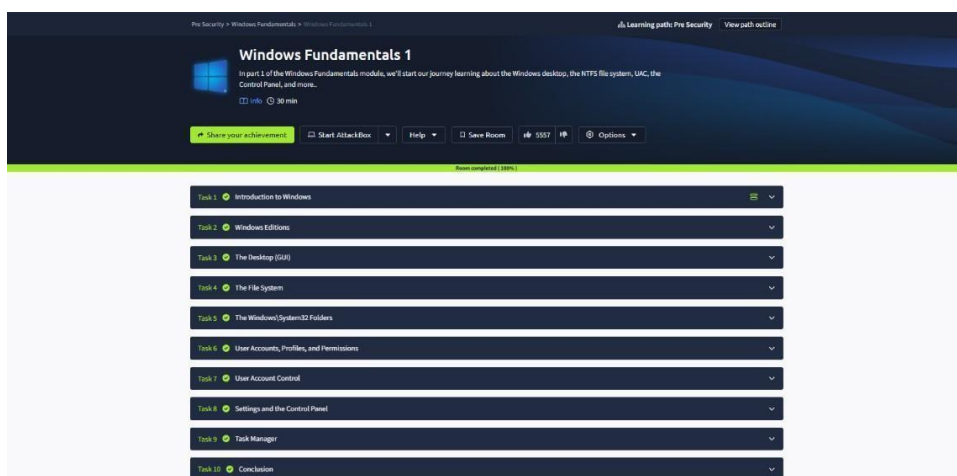 Pre Security > Windows Fundamentals > Windows Fundamentals 1
Learning path: Pre Security View path outline
Windows Fundamentals 1
In part 1 of the Windows Fundamentals module, we'll start our journey learning about the Windows desktop, the NTFS file system, UAC, the
Control Panel, and more..
Info 30 min
Share your achievement Start AttackBox Help Save Room 5557 Options
Room completed ( 100% )
Task 1 Introduction to Windows
Task 2 Windows Editions
Task 3 The Desktop (GUI)
Task 4 The File System
Task 5 The Windows\System32 Folders
Task 6 User Accounts, Profiles, and Permissions
Task 7 User Account Control
Task 8 Settings and the Control Panel
Task 9 Task Manager
Task 10 Conclusion